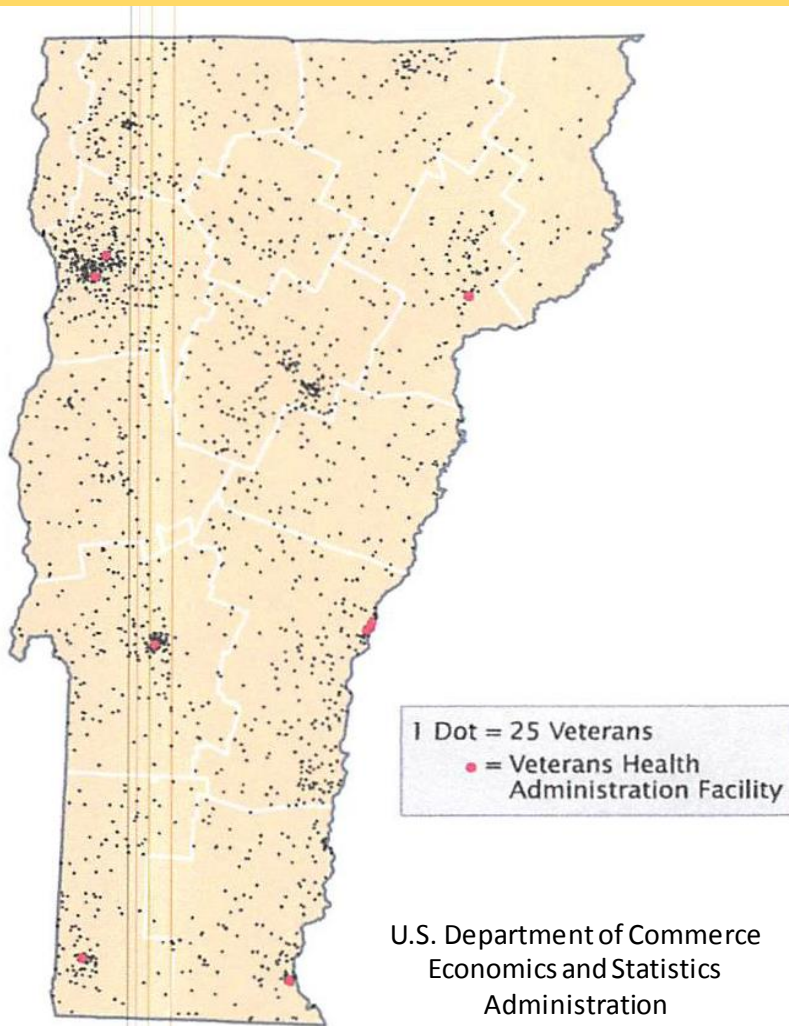 1 Dot = 25 Veterans
= Veterans Health
Administration Facility
U.S. Department of Commerce
Economics and Statistics
Administration